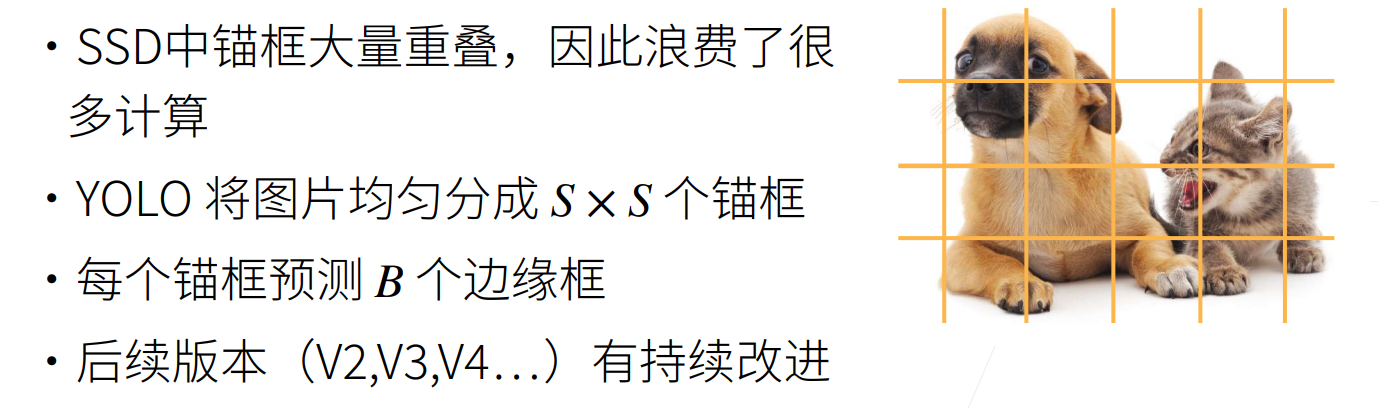 • SSD中锚框大量重叠，因此浪费了很
多计算
• YOLO 将图片均匀分成 S × S 个锚框
• 每个锚框预测 B 个边缘框
• 后续版本（V2,V3,V4…）有持续改进